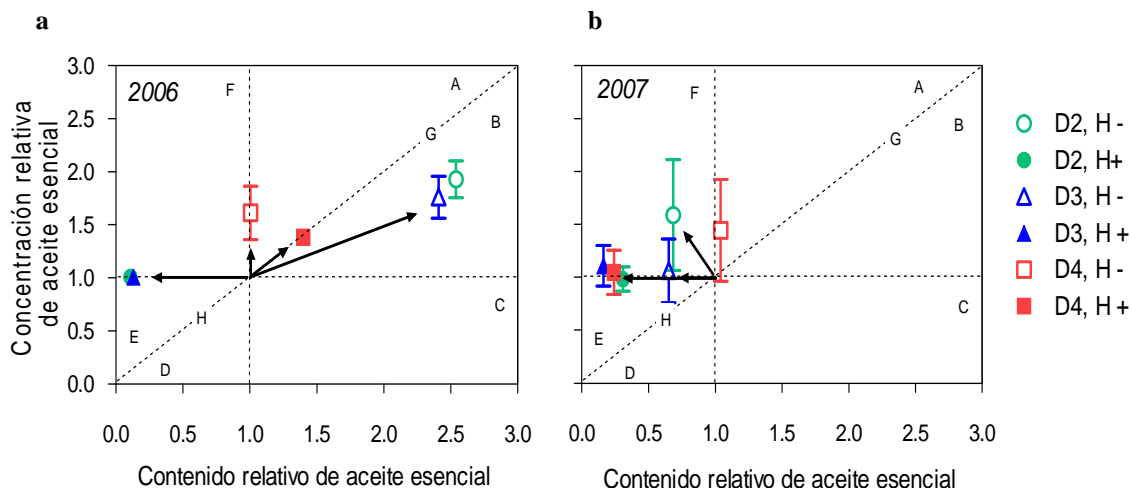 a
b
Concentración relativa
de aceite esencial
3.0
2.5
2.0
1.5
1.0
0.5
0.0
2006
F
A
B
G
C
H
E
D
0.0 0.5 1.0 1.5 2.0 2.5 3.0
Contenido relativo de aceite esencial
2007
F
A
B
G
C
H
E
D
0.0 0.5 1.0 1.5 2.0 2.5 3.0
Contenido relativo de aceite esencial
D2, H -
D2, H+
D3, H -
D3, H+
D4, H -
D4, H +